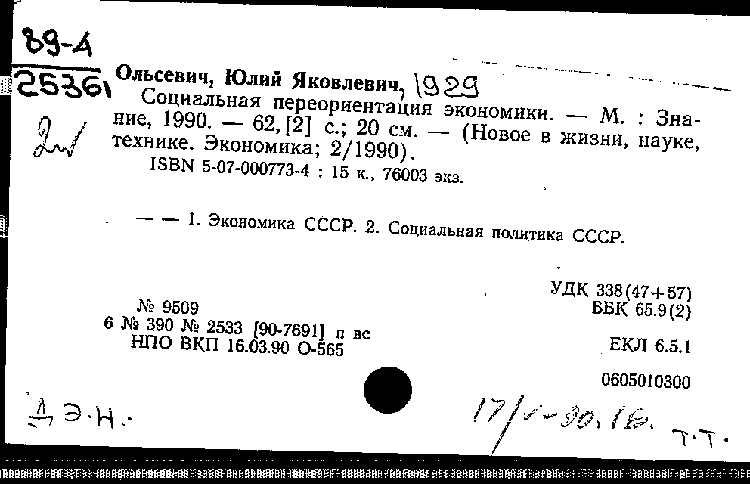 89-4
25361
Ольсевич, Юлий Яковлевич, 1929
Социальная переориентация экономики. — М. : Зна-
ние, 1990. — 62, [2] с.; 20 см. — (Новое в жизни, науке,
технике. Экономика; 2/1990).
ISBN 5-07-000773-4 : 15 к., 76003 экз.
— — 1. Экономика СССР. 2. Социальная политика СССР.
УДК 338(47+57)
ББК 65.9(2)
№ 9509
6 № 390 № 2533 [90-7691] п вс
НПО ВКП 16.03.90 О-565
ЕКЛ 6.5.1
0605010300
Д Э.Н.
Т.Т.